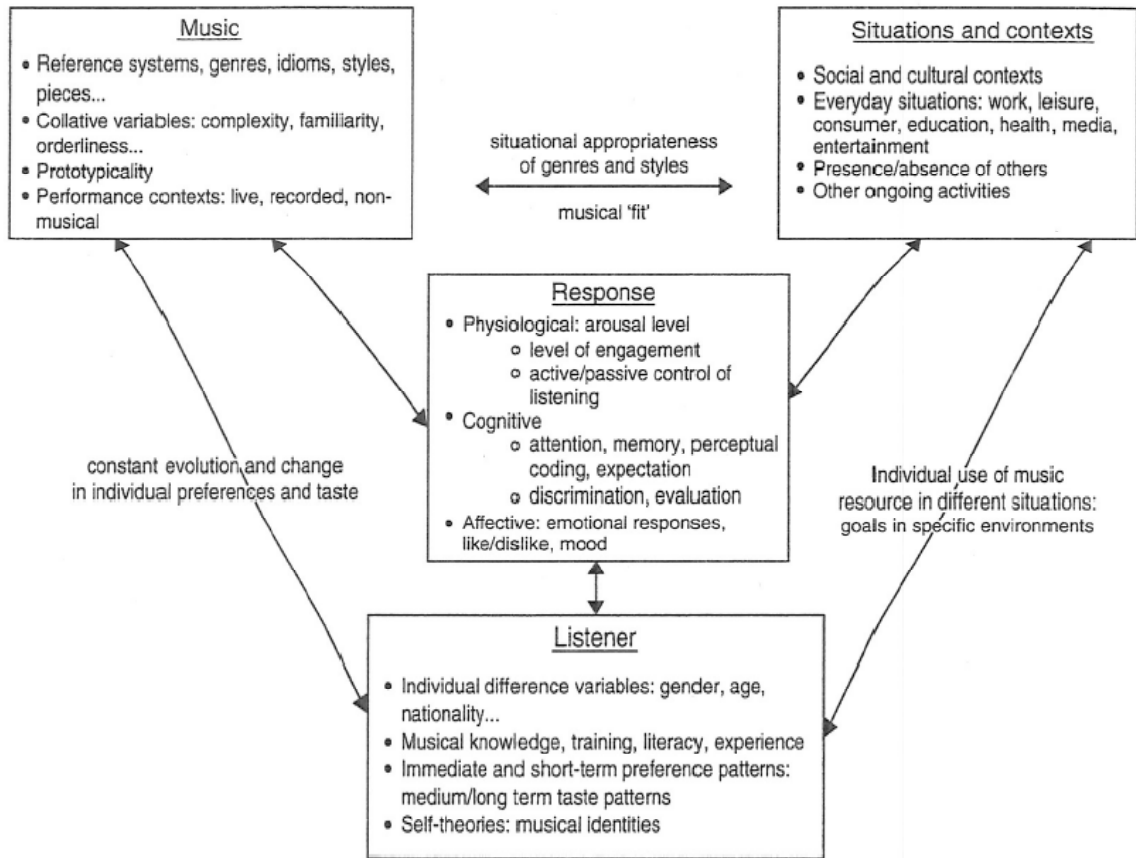 Music
• Reference systems, genres, idioms, styles,
pieces...
• Collative variables: complexity, familiarity,
orderliness...
• Prototypicality
• Performance contexts: live, recorded, non-
musical
situational appropriateness
of genres and styles
musical ‘fit’
Situations and contexts
• Social and cultural contexts
• Everyday situations: work, leisure,
consumer, education, health, media,
entertainment
• Presence/absence of others
• Other ongoing activities
Response
• Physiological: arousal level
o level of engagement
o active/passive control of
listening
• Cognitive
o attention, memory, perceptual
coding, expectation
o discrimination, evaluation
• Affective: emotional responses,
like/dislike, mood
constant evolution and change
in individual preferences and taste
Individual use of music
resource in different situations:
goals in specific environments
Listener
• Individual difference variables: gender, age,
nationality...
• Musical knowledge, training, literacy, experience
• Immediate and short-term preference patterns:
medium/long term taste patterns
• Self-theories: musical identities